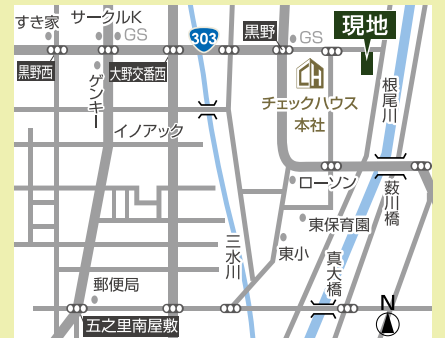 すき家
サークルK
GS
303
黒野
GS
現地
黒野西
大野交番西
ゲンキー
チェックハウス
本社
根尾川
イノアック
ローソン
薮川橋
三水川
東保育園
東小
真大橋
郵便局
五之里南屋敷
N